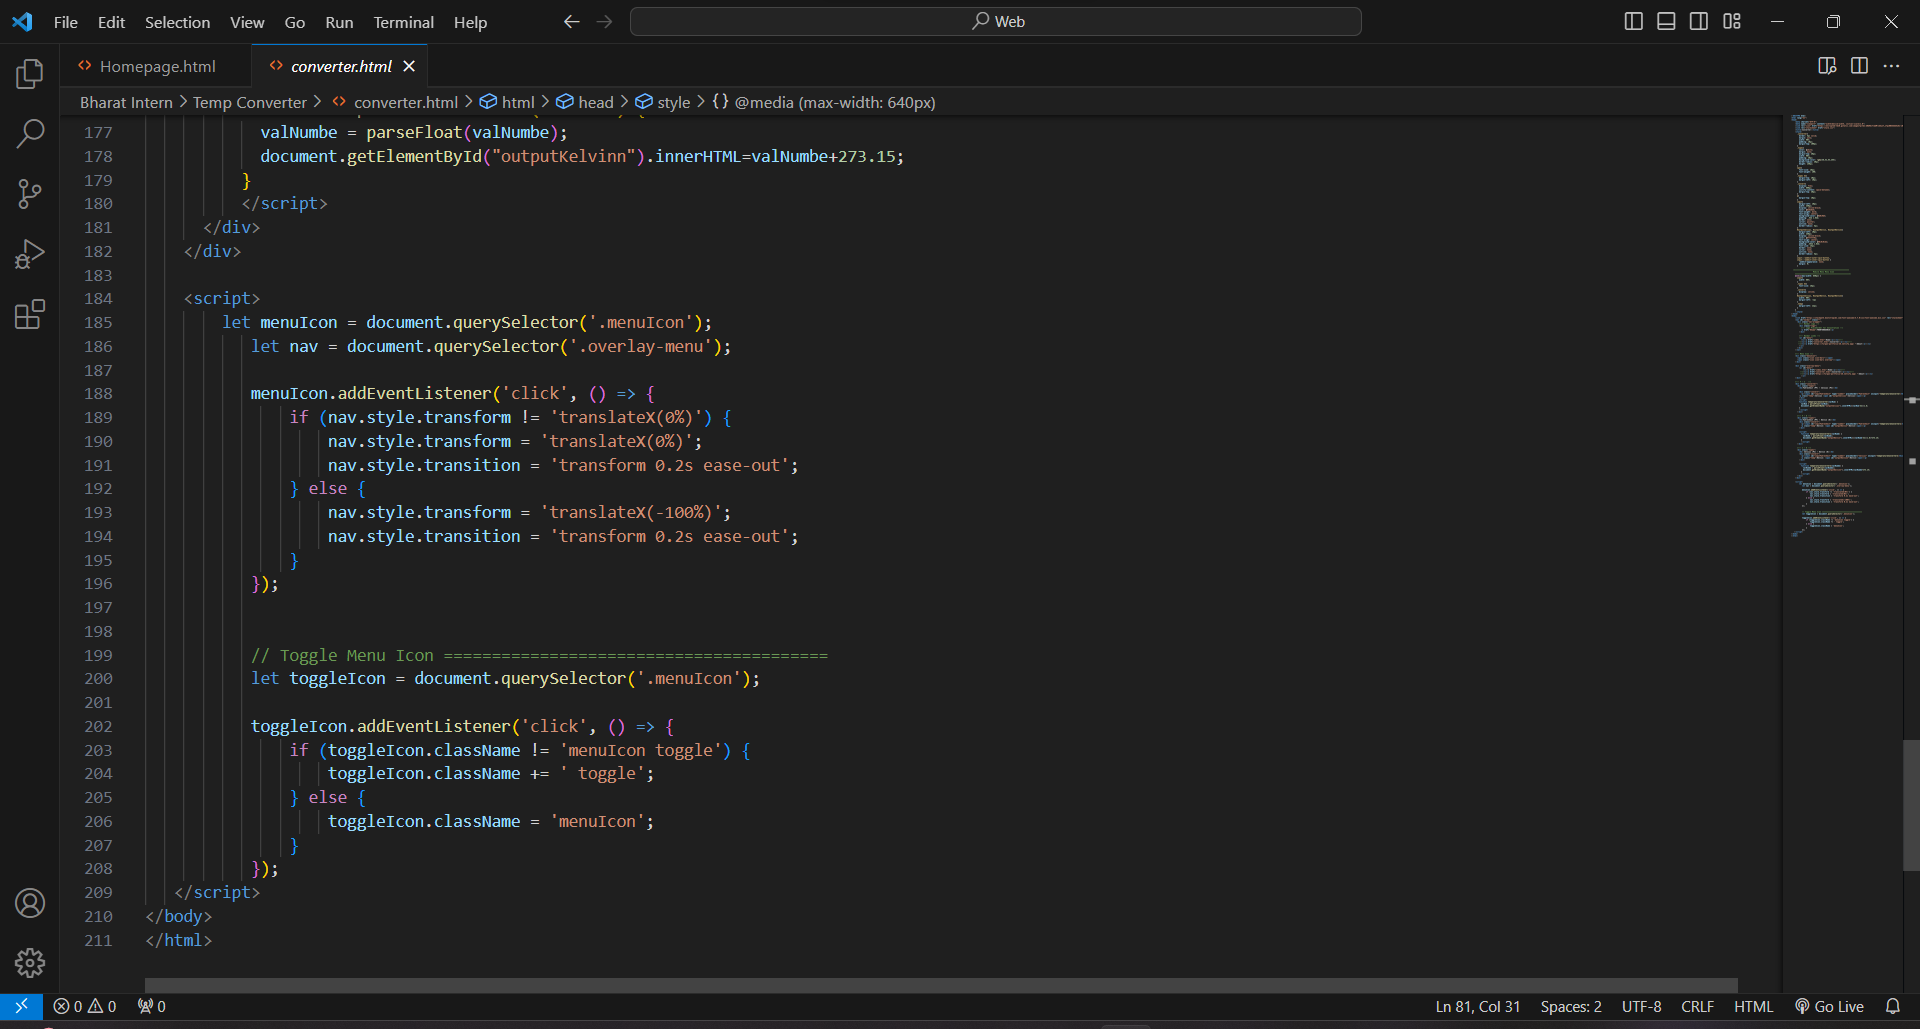 File Edit Selection View Go Run Terminal Help
Web
Homepage.html
converter.html
Bharat Intern > Temp Converter > converter.html > html > head > style > {} @media (max-width: 640px)
177 valNumbe = parseFloat(valNumbe);
178 document.getElementById("outputKelvinn").innerHTML=valNumbe+273.15;
179 }
180 </script>
181 </div>
182 </div>
183
184 <script>
185 let menuIcon = document.querySelector('.menuIcon');
186 let nav = document.querySelector('.overlay-menu');
187
188 menuIcon.addEventListener('click', () => {
189 if (nav.style.transform != 'translateX(0%)') {
190 nav.style.transform = 'translateX(0%)';
191 nav.style.transition = 'transform 0.2s ease-out';
192 } else {
193 nav.style.transform = 'translateX(-100%)';
194 nav.style.transition = 'transform 0.2s ease-out';
195 }
196 });
197
198
199 // Toggle Menu Icon ========================================
200 let toggleIcon = document.querySelector('.menuIcon');
201
202 toggleIcon.addEventListener('click', () => {
203 if (toggleIcon.className != 'menuIcon toggle') {
204 toggleIcon.className += ' toggle';
205 } else {
206 toggleIcon.className = 'menuIcon';
207 }
208 });
209 </script>
210 </body>
211 </html>
0 0 0 Ln 81, Col 31 Spaces: 2 UTF-8 CRLF HTML Go Live